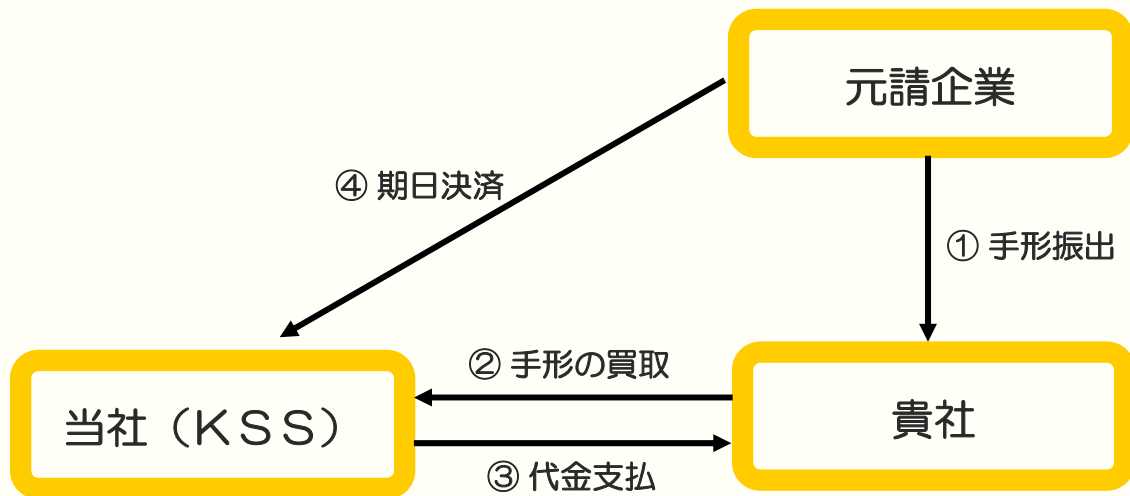 元請企業
④ 期日決済
① 手形振出
② 手形の買取
当社（ＫＳＳ）
貴社
③ 代金支払